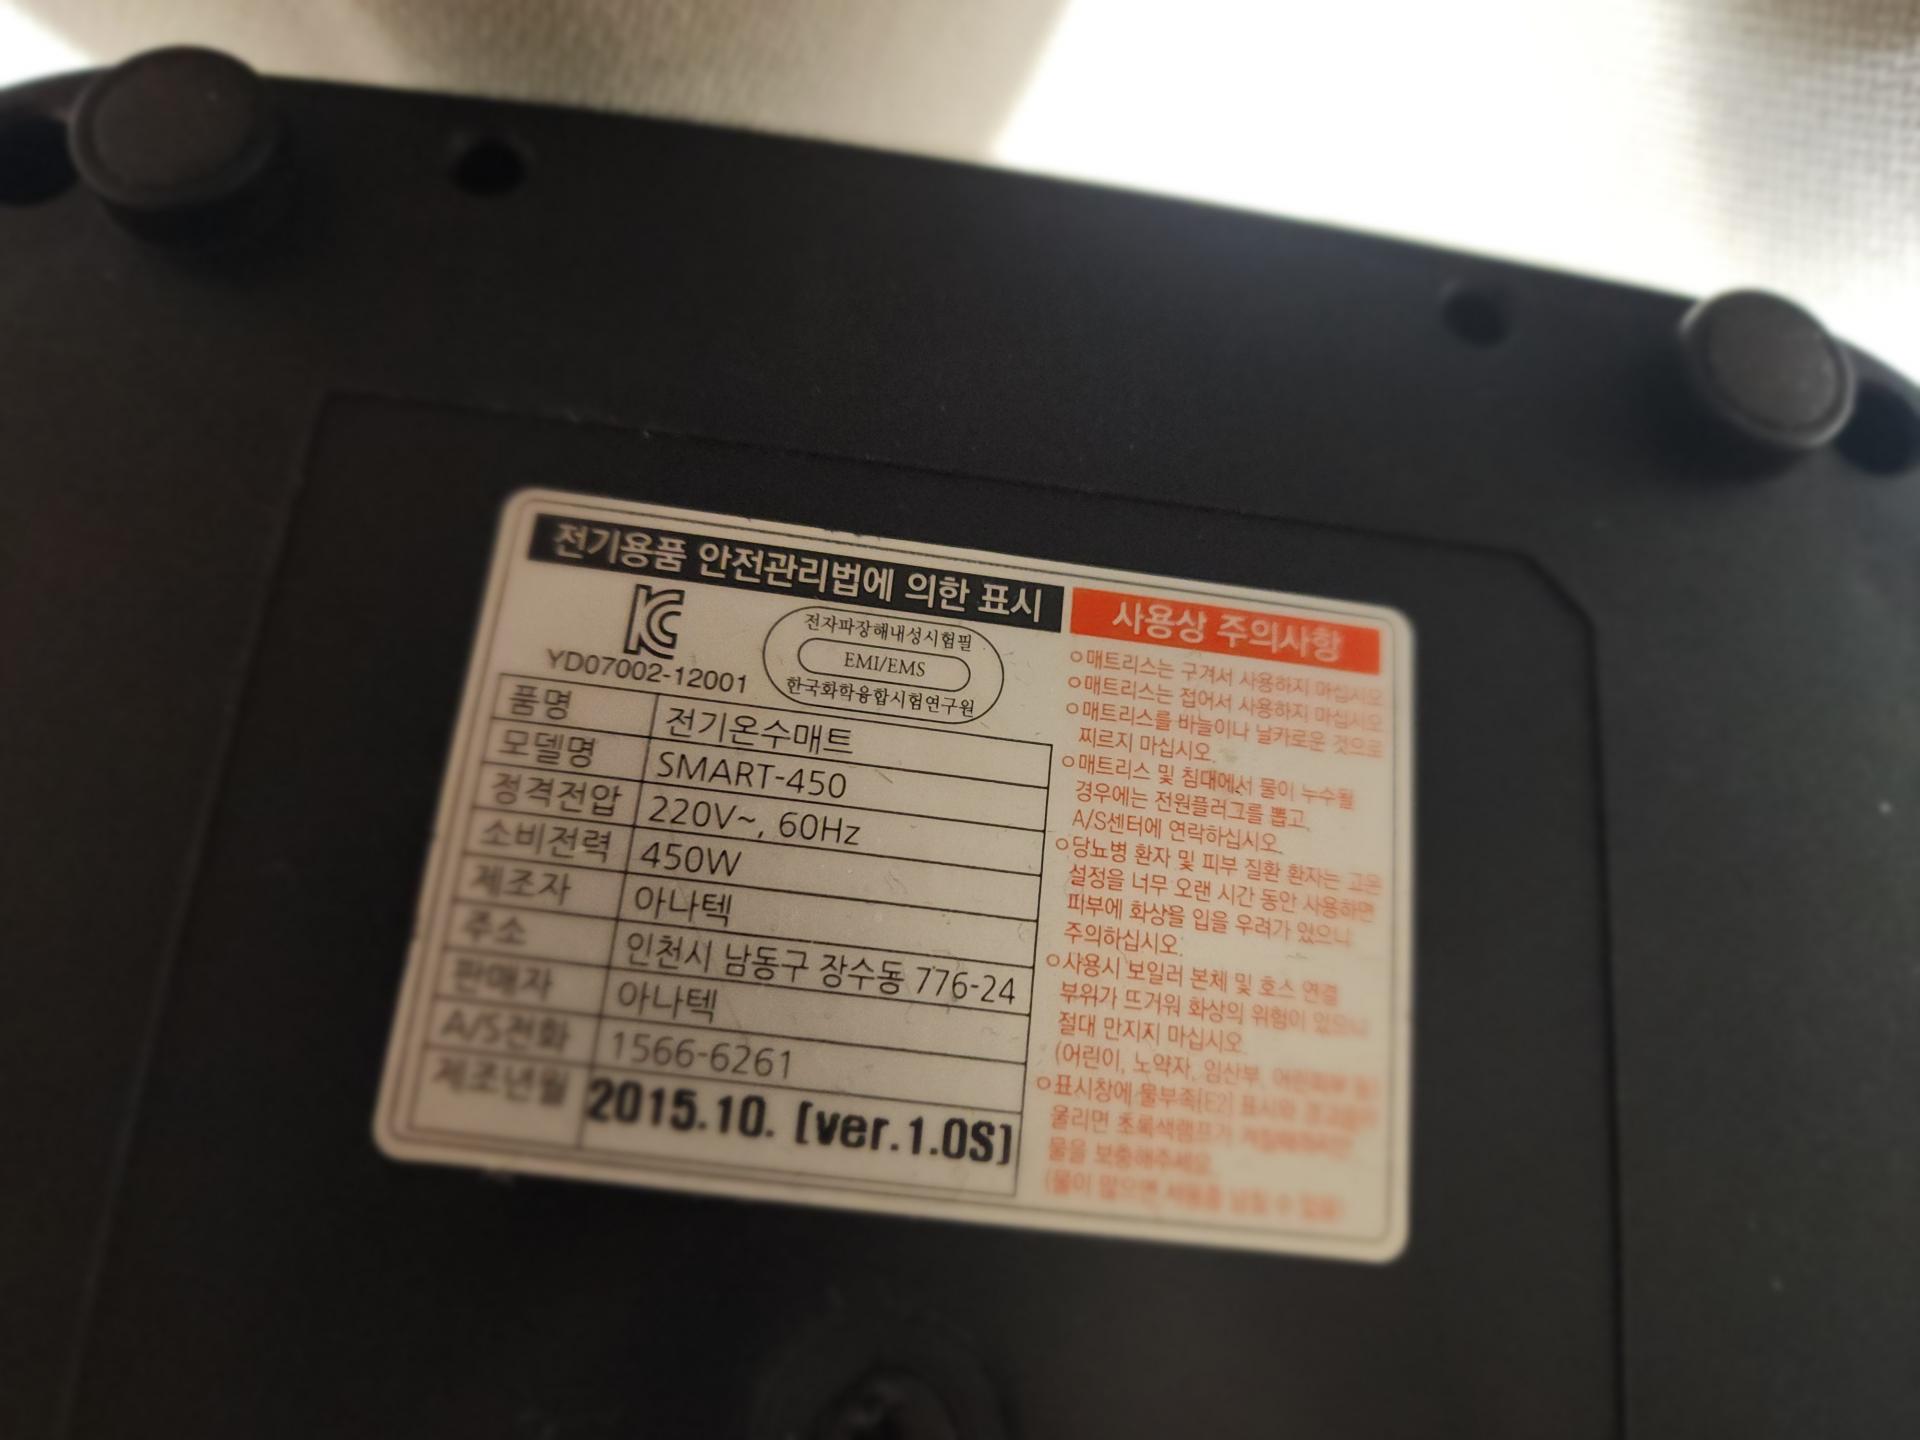 전기용품 안전관리법에 의한 표시
KC
YD07002-12001
전자파장해내성시험필
EMI/EMS
한국화학융합시험연구원
품명 전기온수매트
모델명 SMART-450
정격전압 220V~, 60Hz
소비전력 450W
제조자 아나텍
주소 인천시 남동구 장수동 776-24
판매자 아나텍
A/S전화 1566-6261
제조년월 2015.10. [ver.1.0S]
사용상 주의사항
○매트리스는 구겨서 사용하지 마십시오
○매트리스는 접어서 사용하지 마십시오
○매트리스를 바늘이나 날카로운 것으로
찌르지 마십시오.
○매트리스 및 침대에서 물이 누수될
경우에는 전원플러그를 뽑고,
A/S센터에 연락하십시오.
○당뇨병 환자 및 피부 질환 환자는 고온
설정을 너무 오랜 시간 동안 사용하면
피부에 화상을 입을 우려가 있으니
주의하십시오.
○사용시 보일러 본체 및 호스 연결
부위가 뜨거워 화상의 위험이 있으니
절대 만지지 마십시오.
(어린이, 노약자, 임산부,
○표시창에 물부족[E2] 표시와
울리면 초록색램프가
물을 보충해주세요.
(물이 많으면